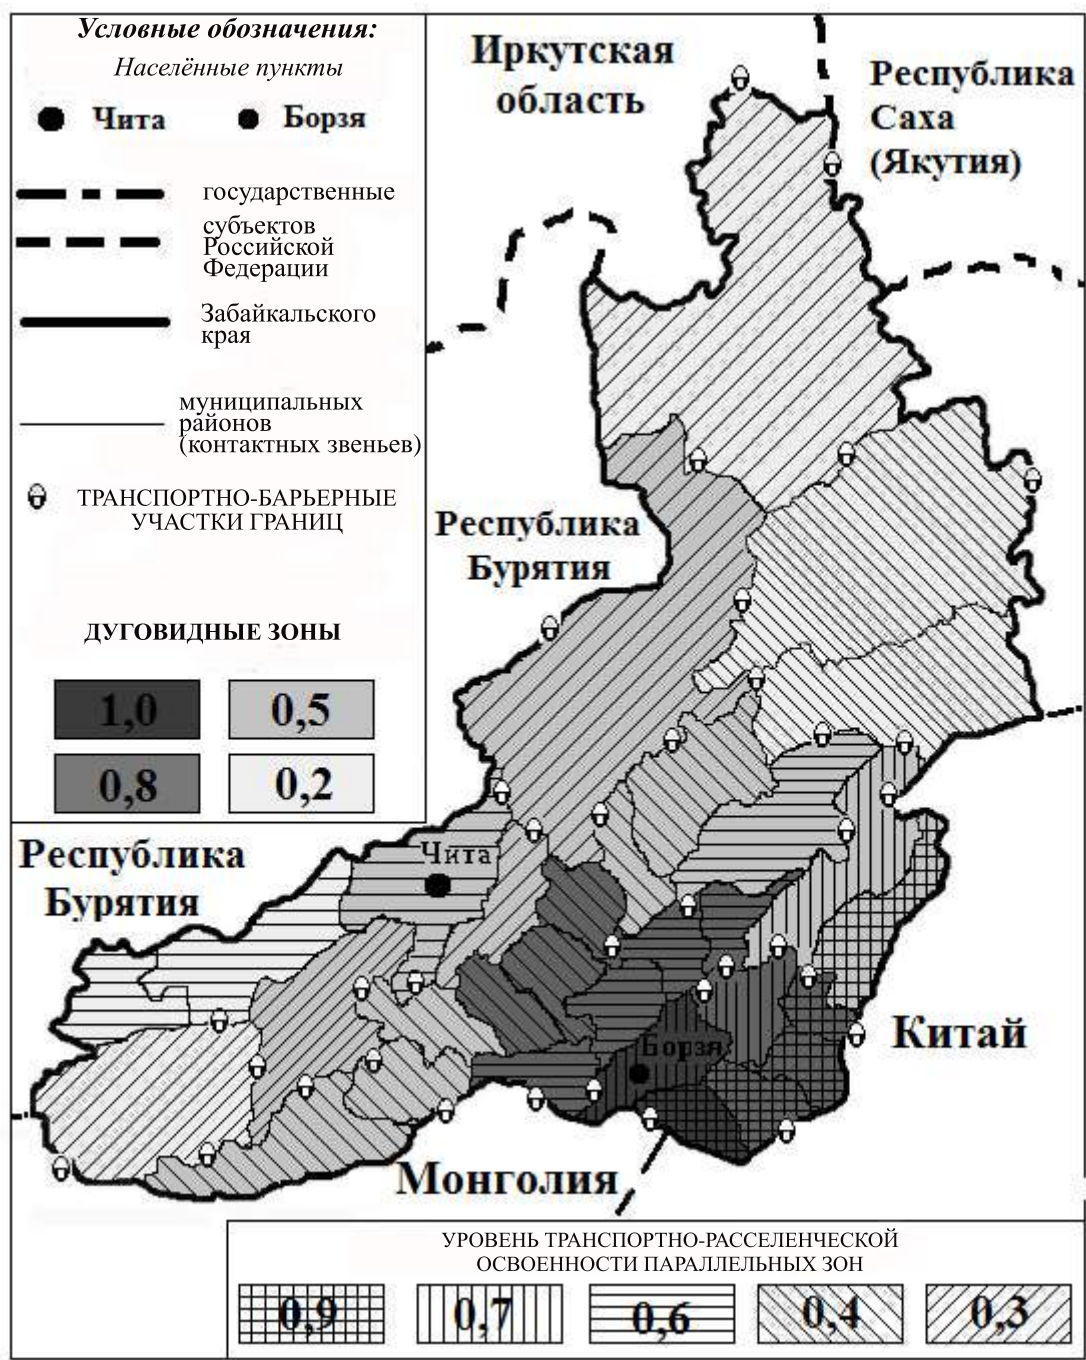 Условные обозначения:
Населённые пункты
Чита
Борзя
государственные
субъектов
Российской
Федерации
Забайкальского
края
муниципальных
районов
(контактных звеньев)
ТРАНСПОРТНО-БАРЬЕРНЫЕ
УЧАСТКИ ГРАНИЦ
ДУГОВИДНЫЕ ЗОНЫ
1,0
0,5
0,8
0,2
Иркутская
область
Республика
Саха
(Якутия)
Республика
Бурятия
Республика
Бурятия
Чита
Борзя
Китай
Монголия
УРОВЕНЬ ТРАНСПОРТНО-РАССЕЛЕНЧЕСКОЙ
ОСВОЕННОСТИ ПАРАЛЛЕЛЬНЫХ ЗОН
0,9
0,7
0,6
0,4
0,3